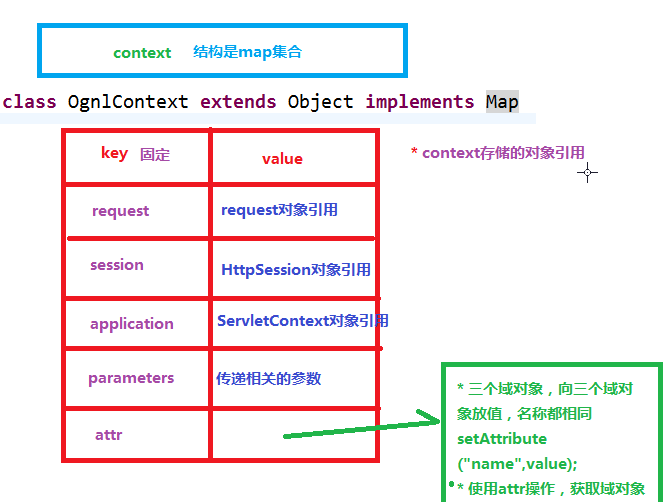 context 结构是map集合
class OgnlContext extends Object implements Map
key 固定 value
* context存储的对象引用
request request对象引用
session HttpSession对象引用
application ServletContext对象引用
parameters 传递相关的参数
attr
* 三个域对象，向三个域对
象放值，名称都相同
setAttribute
("name",value);
* 使用attr操作，获取域对象